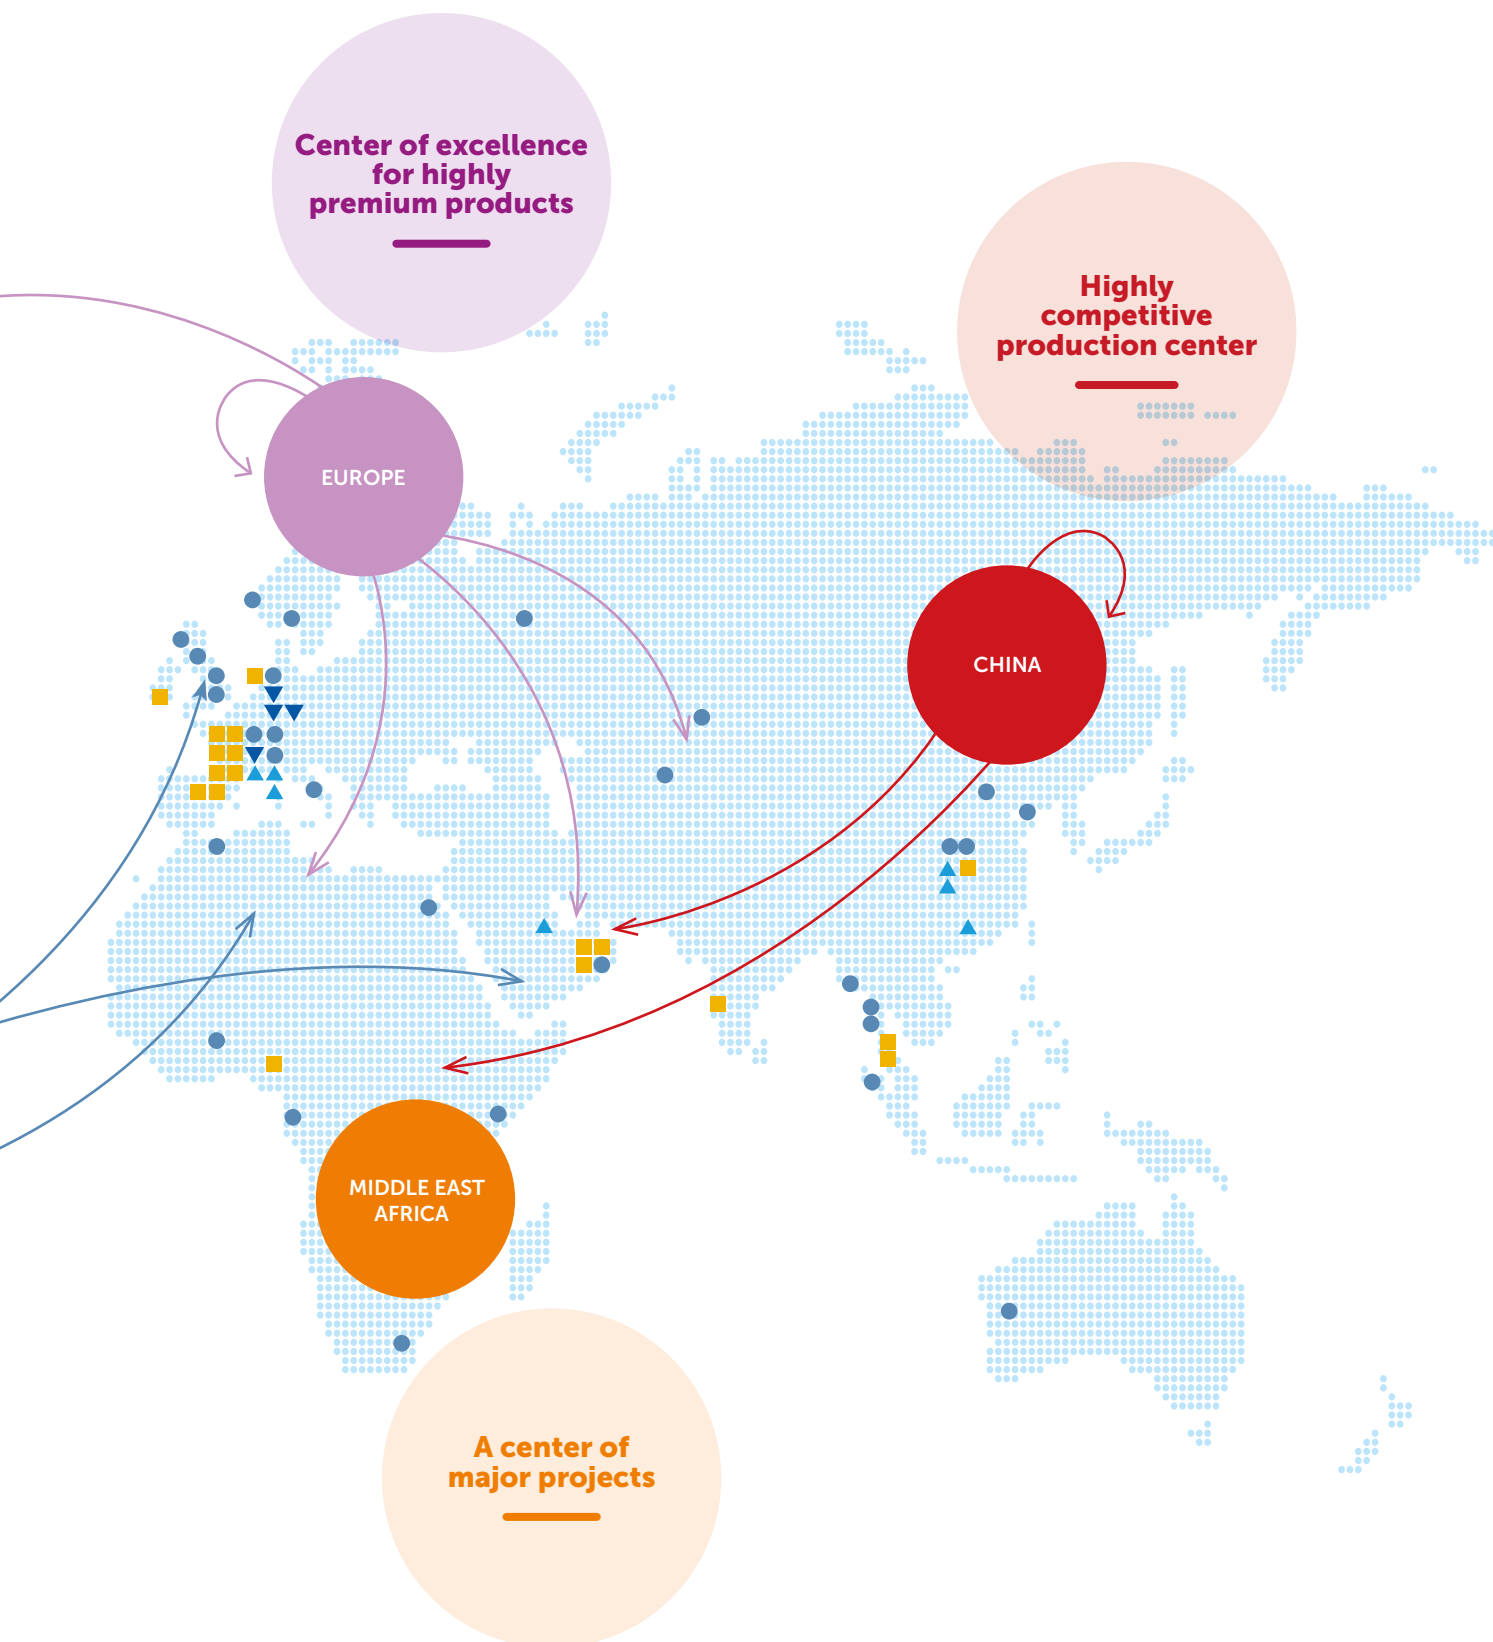 Center of excellence
for highly
premium products
Highly
competitive
production center
EUROPE
CHINA
MIDDLE EAST
AFRICA
A center of
major projects